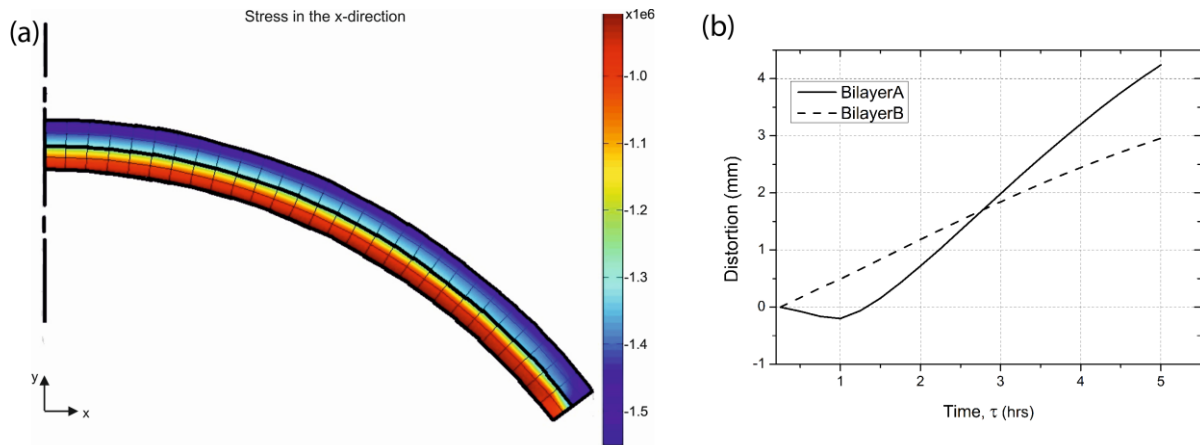 (a)
Stress in the x-direction
x1e6
-1.0
-1.1
-1.2
-1.3
-1.4
-1.5
y
x
(b)
BilayerA
BilayerB
Distortion (mm)
4
3
2
1
0
-1
1 2 3 4 5
Time, τ (hrs)